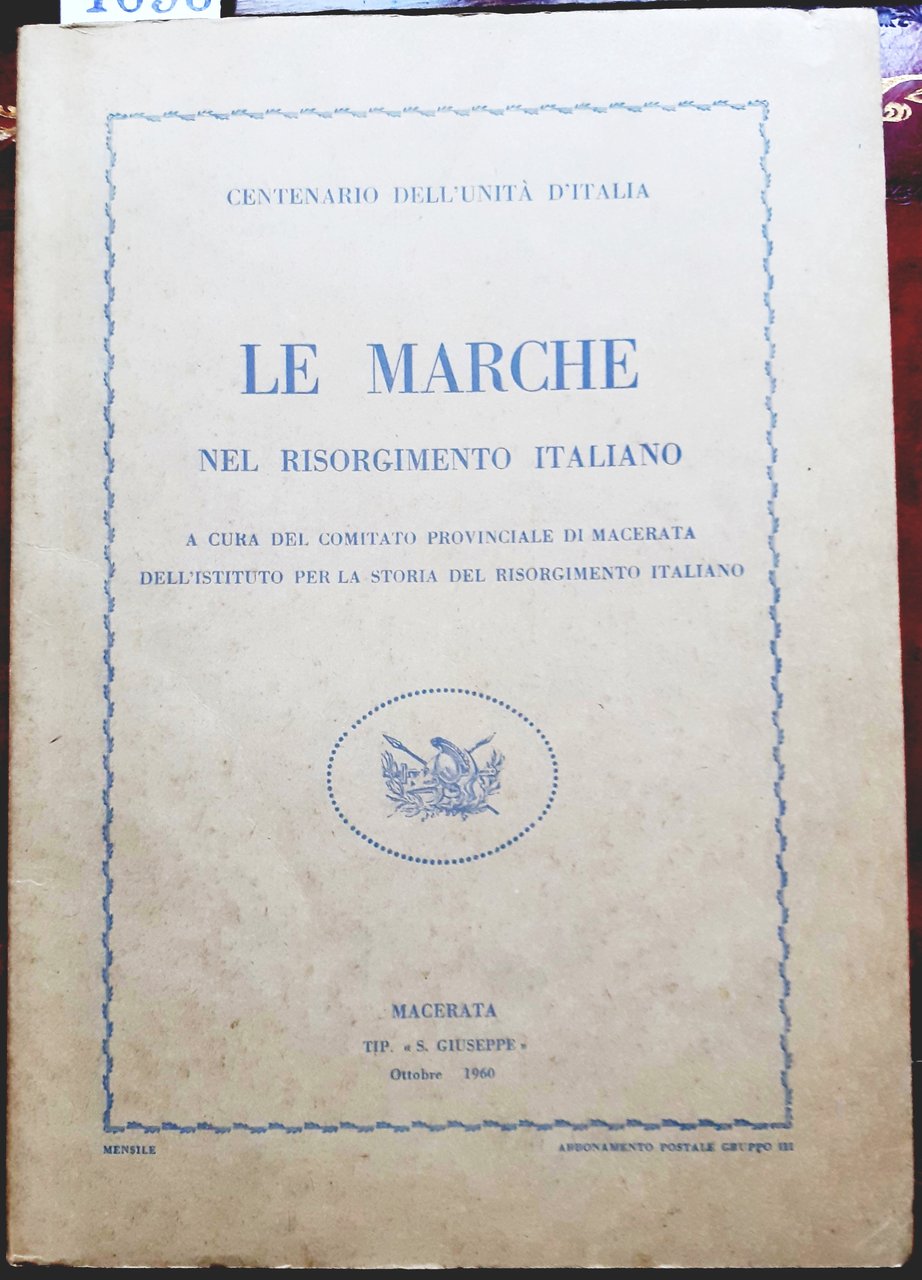 CENTENARIO DELL'UNITÀ D'ITALIA
LE MARCHE
NEL RISORGIMENTO ITALIANO
A CURA DEL COMITATO PROVINCIALE DI MACERATA
DELL'ISTITUTO PER LA STORIA DEL RISORGIMENTO ITALIANO
MACERATA
TIP. « S. GIUSEPPE »
Ottobre 1960
MENSILE
ABBONAMENTO POSTALE GRUPPO III